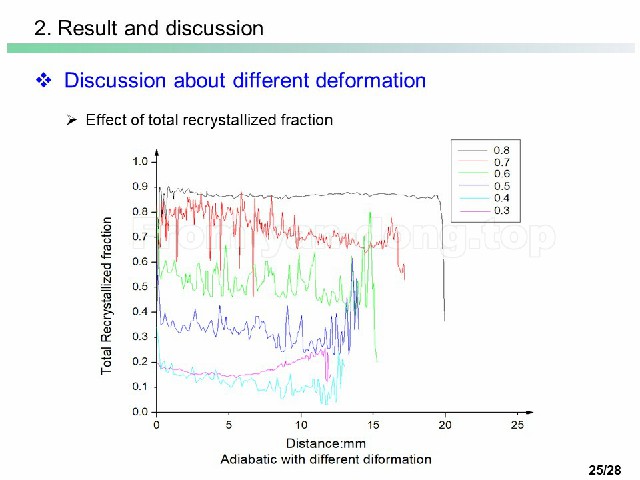 2. Result and discussion
Discussion about different deformation
Effect of total recrystallized fraction
0.8
0.7
0.6
0.5
0.4
0.3
1.0
0.9
0.8
0.7
0.6
0.5
0.4
0.3
0.2
0.1
0.0
Total Recrystallized fraction
0 5 10 15 20 25
Distance:mm
Adiabatic with different diformation
25/28